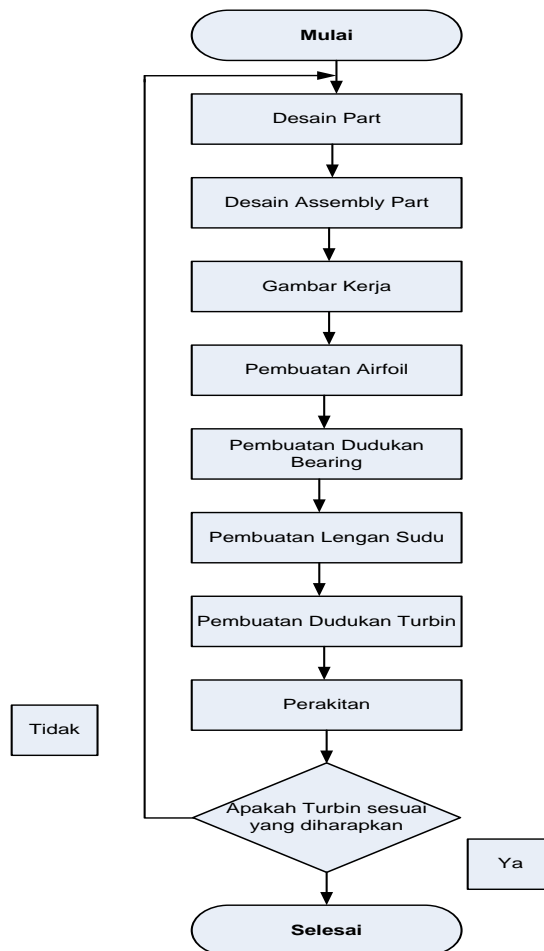 Mulai
Desain Part
Desain Assembly Part
Gambar Kerja
Pembuatan Airfoil
Pembuatan Dudukan
Bearing
Pembuatan Lengan Sudu
Pembuatan Dudukan Turbin
Perakitan
Tidak
Apakah Turbin sesuai
yang diharapkan
Ya
Selesai